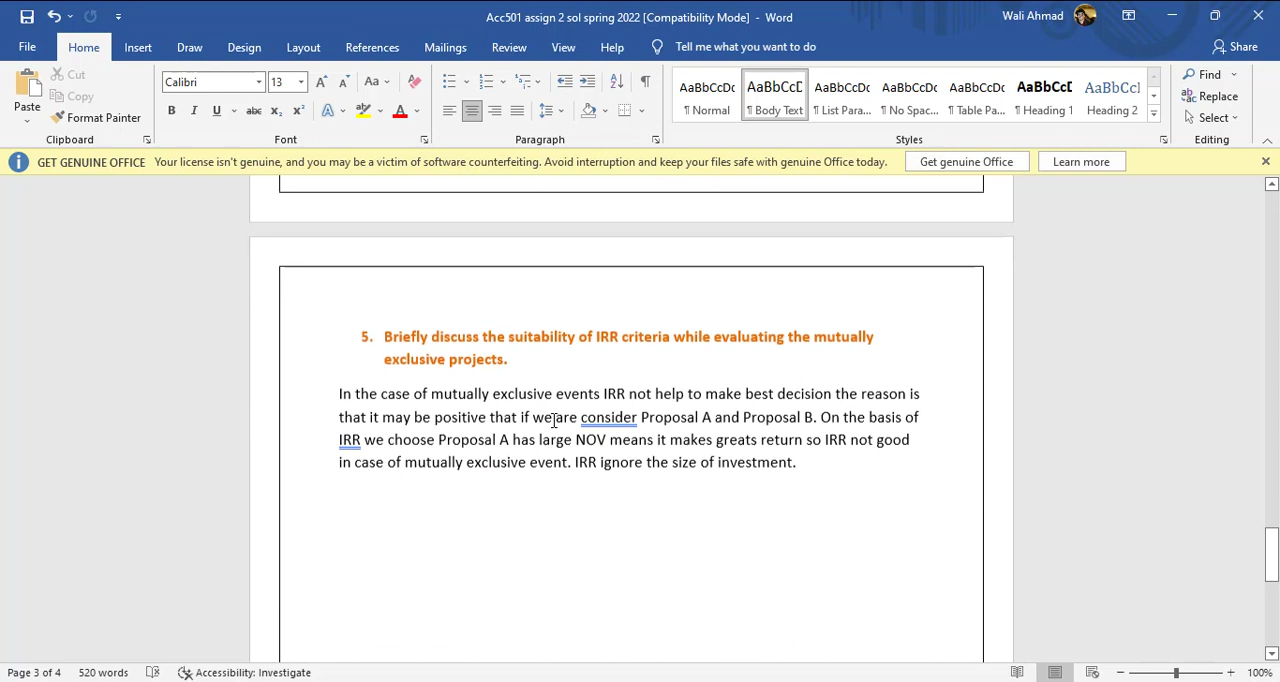 Acc501 assign 2 sol spring 2022 [Compatibility Mode] - Word
Wali Ahmad
File Home Insert Draw Design Layout References Mailings Review View Help Tell me what you want to do
Share
Paste
Cut
Copy
Format Painter
Clipboard
Calibri 13
Aa
B I U abc x₂ x² A A
Font
Paragraph
AaBbCcDc AaBbCcD AaBbCcDc AaBbCcDc AaBbCcDc AaBbCcD AaBbCcD
¶ Normal ¶ Body Text ¶ List Para... ¶ No Spac... ¶ Table Pa... ¶ Heading 1 ¶ Heading 2
Styles
Find
Replace
Select
Editing
GET GENUINE OFFICE Your license isn't genuine, and you may be a victim of software counterfeiting. Avoid interruption and keep your files safe with genuine Office today. Get genuine Office Learn more
5. Briefly discuss the suitability of IRR criteria while evaluating the mutually
exclusive projects.
In the case of mutually exclusive events IRR not help to make best decision the reason is
that it may be positive that if we are consider Proposal A and Proposal B. On the basis of
IRR we choose Proposal A has large NOV means it makes greats return so IRR not good
in case of mutually exclusive event. IRR ignore the size of investment.
Page 3 of 4 520 words Accessibility: Investigate 100%